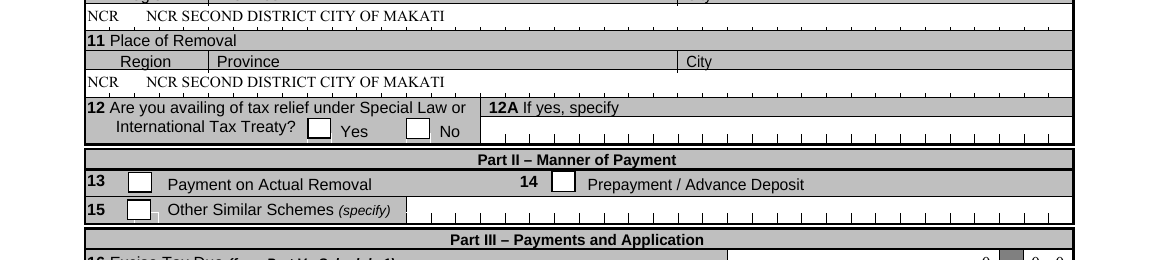 NCR NCR SECOND DISTRICT CITY OF MAKATI
11 Place of Removal
Region Province City
NCR NCR SECOND DISTRICT CITY OF MAKATI
12 Are you availing of tax relief under Special Law or 12A If yes, specify
International Tax Treaty? Yes No
Part II – Manner of Payment
13 Payment on Actual Removal 14 Prepayment / Advance Deposit
15 Other Similar Schemes (specify)
Part III – Payments and Application